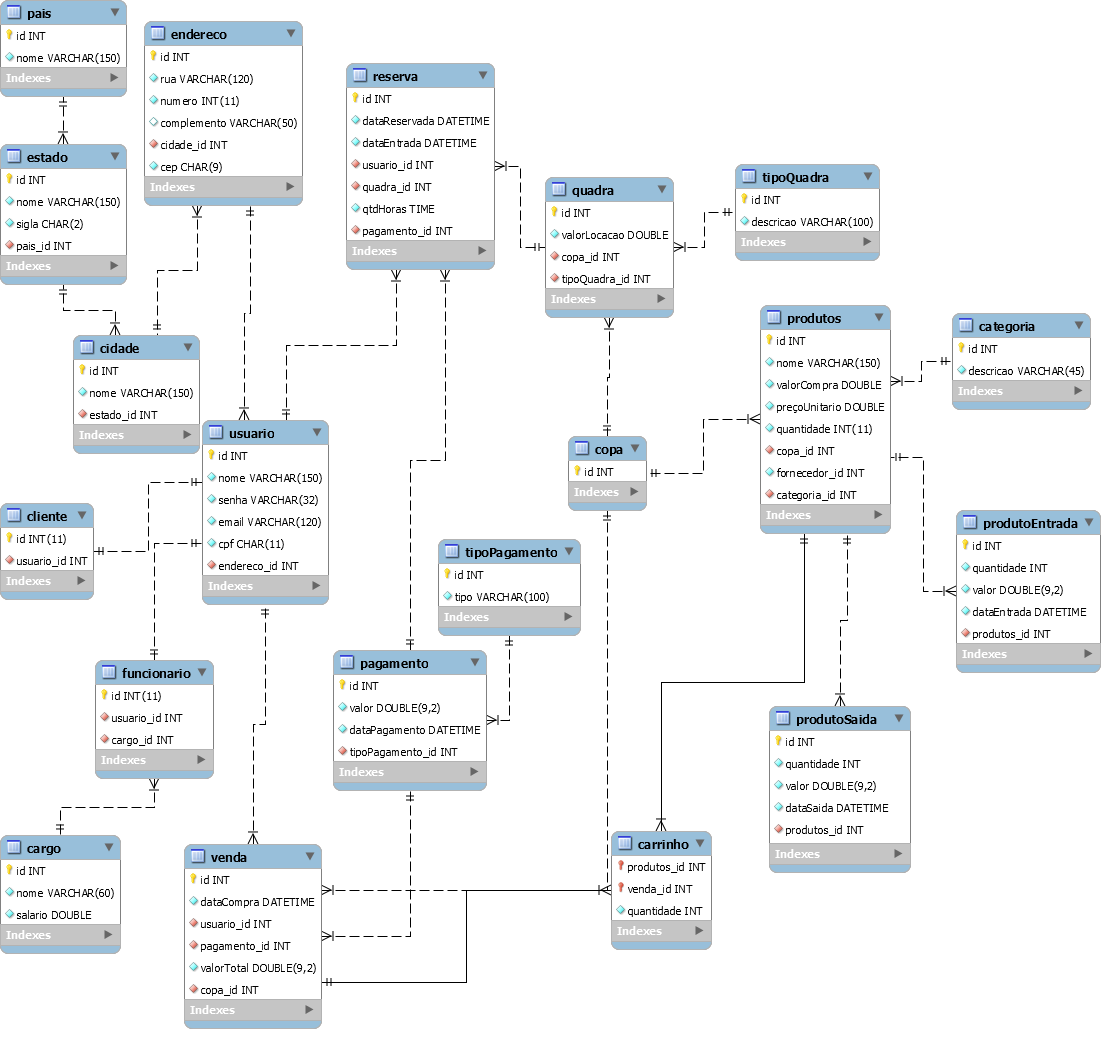 pais
id INT
nome VARCHAR(150)
Indexes
endereco
id INT
rua VARCHAR(120)
numero INT(11)
complemento VARCHAR(50)
cidade_id INT
cep CHAR(9)
Indexes
reserva
id INT
dataReservada DATETIME
dataEntrada DATETIME
usuario_id INT
quadra_id INT
qtdHoras TIME
pagamento_id INT
Indexes
estado
id INT
nome VARCHAR(150)
sigla CHAR(2)
pais_id INT
Indexes
quadra
id INT
valorLocacao DOUBLE
copa_id INT
tipoQuadra_id INT
Indexes
tipoQuadra
id INT
descricao VARCHAR(100)
Indexes
cidade
id INT
nome VARCHAR(150)
estado_id INT
Indexes
produtos
id INT
nome VARCHAR(150)
valorCompra DOUBLE
preçoUnitario DOUBLE
quantidade INT(11)
copa_id INT
fornecedor_id INT
categoria_id INT
Indexes
categoria
id INT
descricao VARCHAR(45)
Indexes
usuario
id INT
nome VARCHAR(150)
senha VARCHAR(32)
email VARCHAR(120)
cpf CHAR(11)
endereco_id INT
Indexes
copa
id INT
Indexes
cliente
id INT(11)
usuario_id INT
Indexes
tipoPagamento
id INT
tipo VARCHAR(100)
Indexes
produtoEntrada
id INT
quantidade INT
valor DOUBLE(9,2)
dataEntrada DATETIME
produtos_id INT
Indexes
funcionario
id INT(11)
usuario_id INT
cargo_id INT
Indexes
pagamento
id INT
valor DOUBLE(9,2)
dataPagamento DATETIME
tipoPagamento_id INT
Indexes
produtoSaida
id INT
quantidade INT
valor DOUBLE(9,2)
dataSaida DATETIME
produtos_id INT
Indexes
cargo
id INT
nome VARCHAR(60)
salario DOUBLE
Indexes
venda
id INT
dataCompra DATETIME
usuario_id INT
pagamento_id INT
valorTotal DOUBLE(9,2)
copa_id INT
Indexes
carrinho
produtos_id INT
venda_id INT
quantidade INT
Indexes